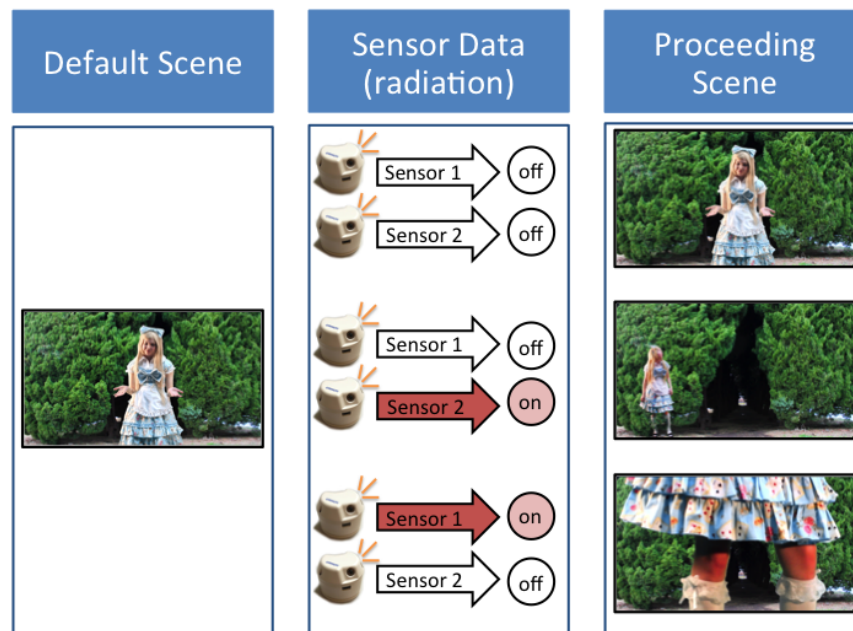 Default Scene
Sensor Data
(radiation)
Proceeding
Scene
Sensor 1
off
Sensor 2
off
Sensor 1
off
Sensor 2
on
Sensor 1
on
Sensor 2
off